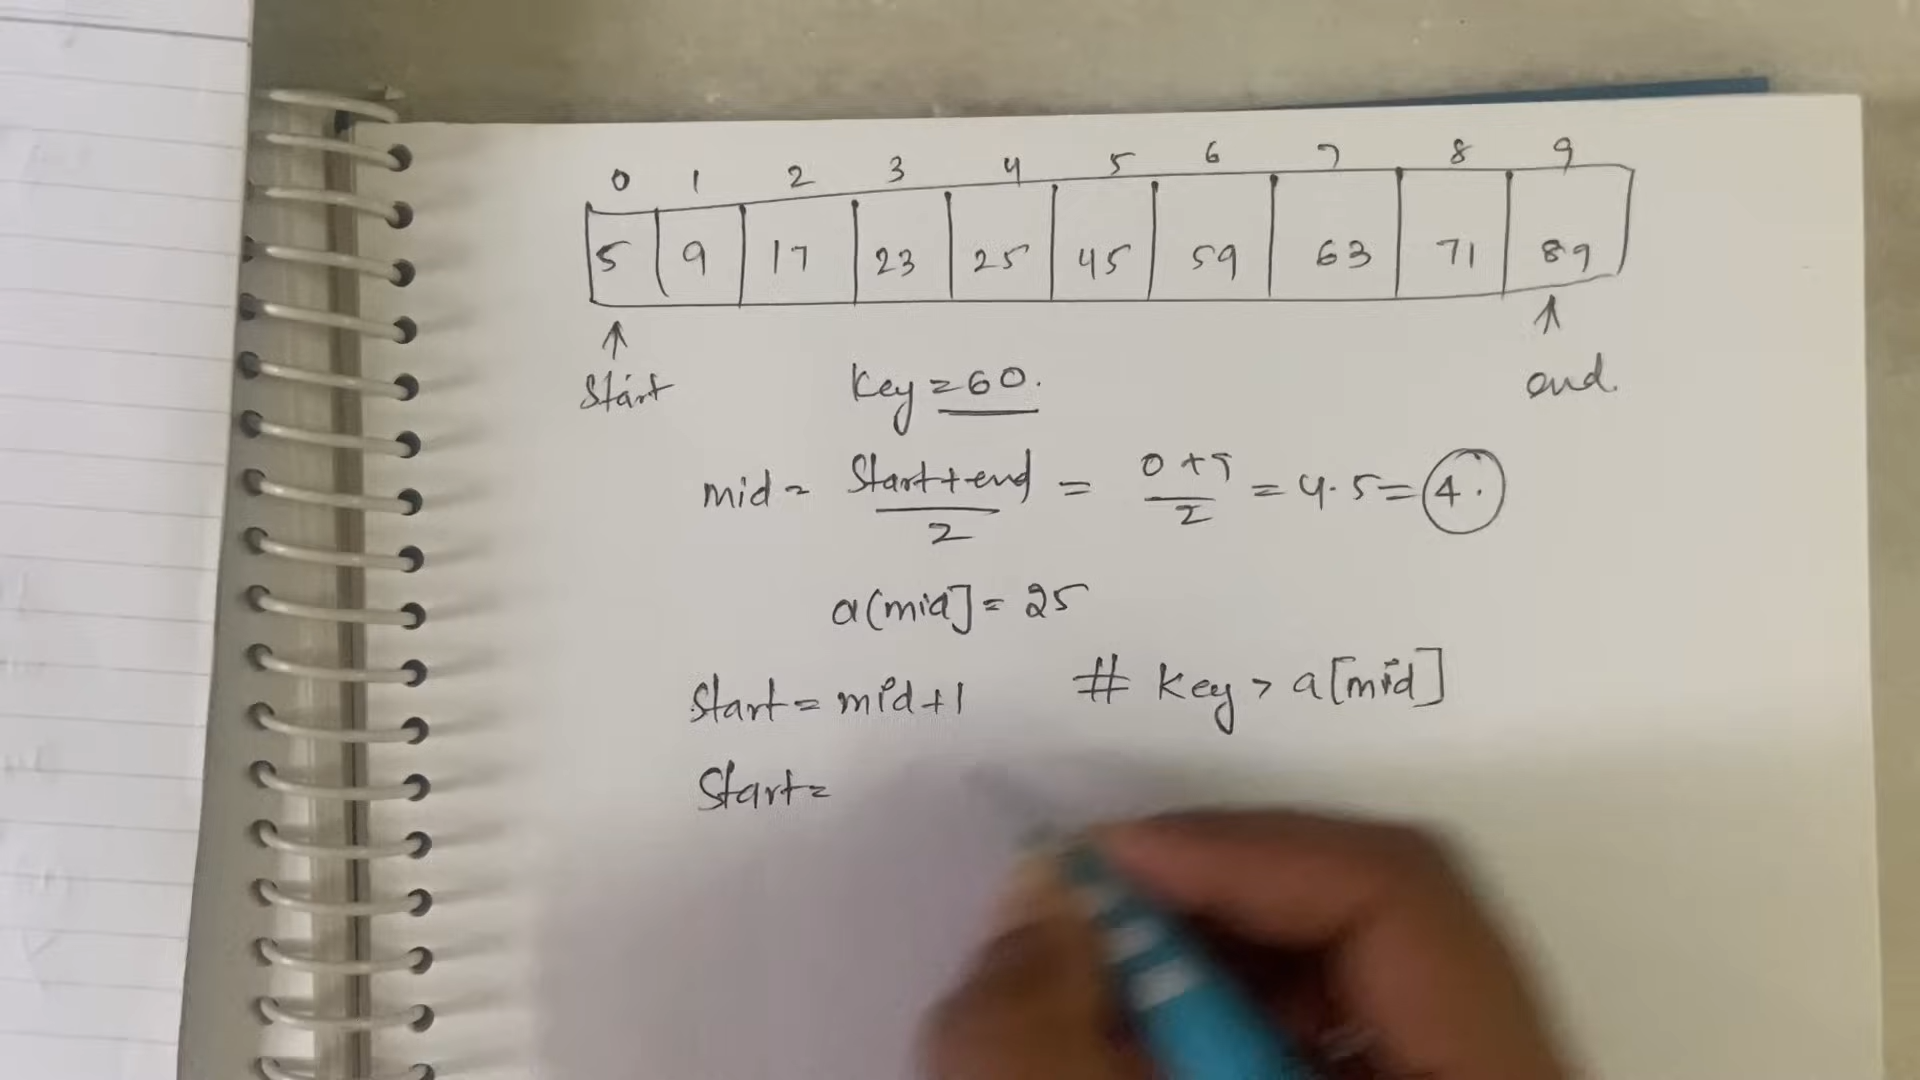 0 1 2 3 4 5 6 7 8 9
5 9 17 23 25 45 59 63 71 89
↑ ↑
Start Key = 60. end.
mid = Start+end / 2 = 0+9 / 2 = 4.5 = 4.
a[mid] = 25
Start = mid+1 # Key > a[mid]
Start =